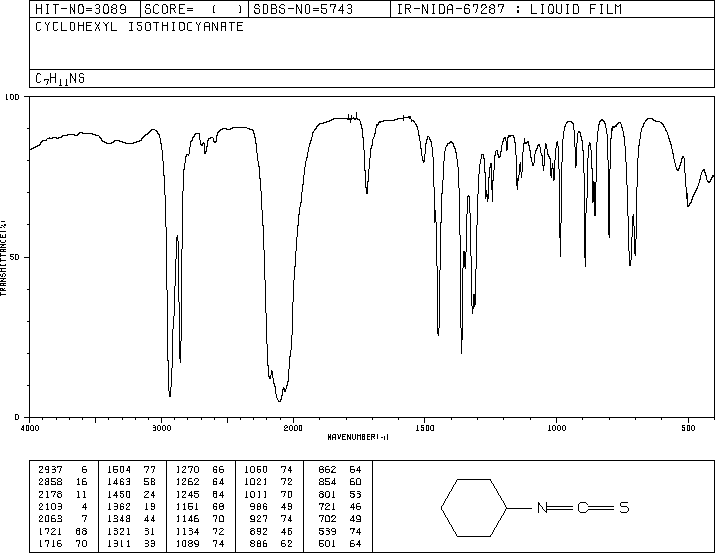 HIT-NO=3089 SCORE= ( ) SDBS-NO=5743 IR-NIDA-67287 : LIQUID FILM
CYCLOHEXYL ISOTHIOCYANATE
C₇H₁₁NS
100
50
0
TRANSMITTANCE(%)
4000 3000 2000 1500 1000 500
WAVENUMBER(-1)
2937 6 1504 77 1270 66 1050 74 862 64
2858 16 1463 58 1262 64 1021 72 854 60
2178 11 1450 24 1245 64 1011 70 801 53
2103 4 1362 19 1151 68 986 49 721 46
2063 7 1348 44 1146 70 927 74 702 49
1721 68 1321 31 1134 72 892 46 539 74
1716 70 1311 33 1089 74 886 62 501 64
N C S